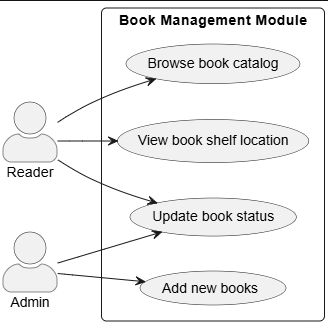 Book Management Module
Browse book catalog
View book shelf location
Reader
Update book status
Add new books
Admin